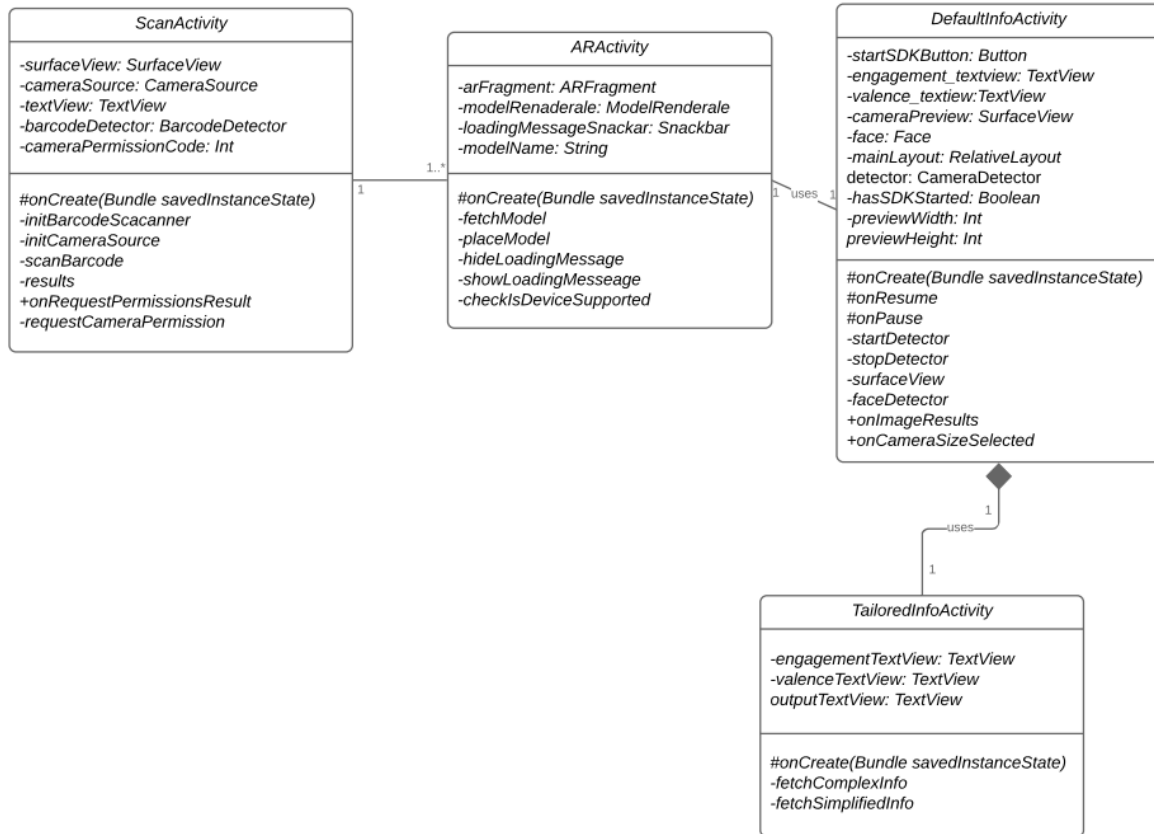 ScanActivity
-surfaceView: SurfaceView
-cameraSource: CameraSource
-textView: TextView
-barcodeDetector: BarcodeDetector
-cameraPermissionCode: Int
#onCreate(Bundle savedInstanceState)
-initBarcodeScacanner
-initCameraSource
-scanBarcode
-results
+onRequestPermissionsResult
-requestCameraPermission
1
1..*
ARActivity
-arFragment: ARFragment
-modelRenaderale: ModelRenderale
-loadingMessageSnackar: Snackbar
-modelName: String
#onCreate(Bundle savedInstanceState)
-fetchModel
-placeModel
-hideLoadingMessage
-showLoadingMesseage
-checkIsDeviceSupported
1
uses
1
DefaultInfoActivity
-startSDKButton: Button
-engagement_textview: TextView
-valence_textiew:TextView
-cameraPreview: SurfaceView
-face: Face
-mainLayout: RelativeLayout
detector: CameraDetector
-hasSDKStarted: Boolean
-previewWidth: Int
previewHeight: Int
#onCreate(Bundle savedInstanceState)
#onResume
#onPause
-startDetector
-stopDetector
-surfaceView
-faceDetector
+onImageResults
+onCameraSizeSelected
1
uses
1
TailoredInfoActivity
-engagementTextView: TextView
-valenceTextView: TextView
outputTextView: TextView
#onCreate(Bundle savedInstanceState)
-fetchComplexInfo
-fetchSimplifiedInfo